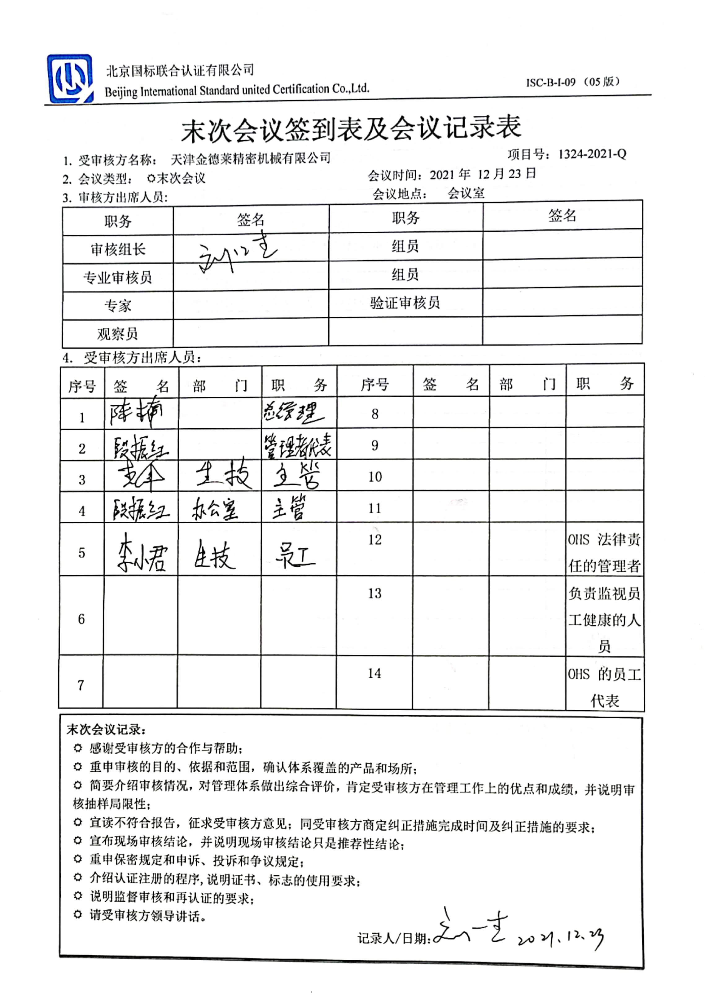 北京国标联合认证有限公司
Beijing International Standard united Certification Co.,Ltd.
ISC-B-I-09 （05 版）
末次会议签到表及会议记录表
1. 受审核方名称： 天津金德莱精密机械有限公司 项目号：1324-2021-Q
2. 会议类型： ✩末次会议 会议时间：2021 年 12 月 23 日
3. 审核方出席人员: 会议地点： 会议室
职务 签名 职务 签名
审核组长 组员
专业审核员 组员
专家 验证审核员
观察员
4. 受审核方出席人员：
序号 签 名 部 门 职 务 序号 签 名 部 门 职 务
1 总经理 8
2 段振红 管理者代表 9
3 生技 主管 10
4 段振红 办公室 主管 11
5 李小君 生技 员工 12 OHS 法律责
任的管理者
6 13 负责监视员
工健康的人
员
7 14 OHS 的员工
代表
末次会议记录：
✩ 感谢受审核方的合作与帮助；
✩ 重申审核的目的、依据和范围，确认体系覆盖的产品和场所；
✩ 简要介绍审核情况，对管理体系做出综合评价，肯定受审核方在管理工作上的优点和成绩，并说明审
核抽样局限性；
✩ 宣读不符合报告，征求受审核方意见；同受审核方商定纠正措施完成时间及纠正措施的要求；
✩ 宣布现场审核结论，并说明现场审核结论只是推荐性结论；
✩ 重申保密规定和申诉、投诉和争议规定；
✩ 介绍认证注册的程序,说明证书、标志的使用要求；
✩ 说明监督审核和再认证的要求；
✩ 请受审核方领导讲话。
记录人/日期: 2021.12.23